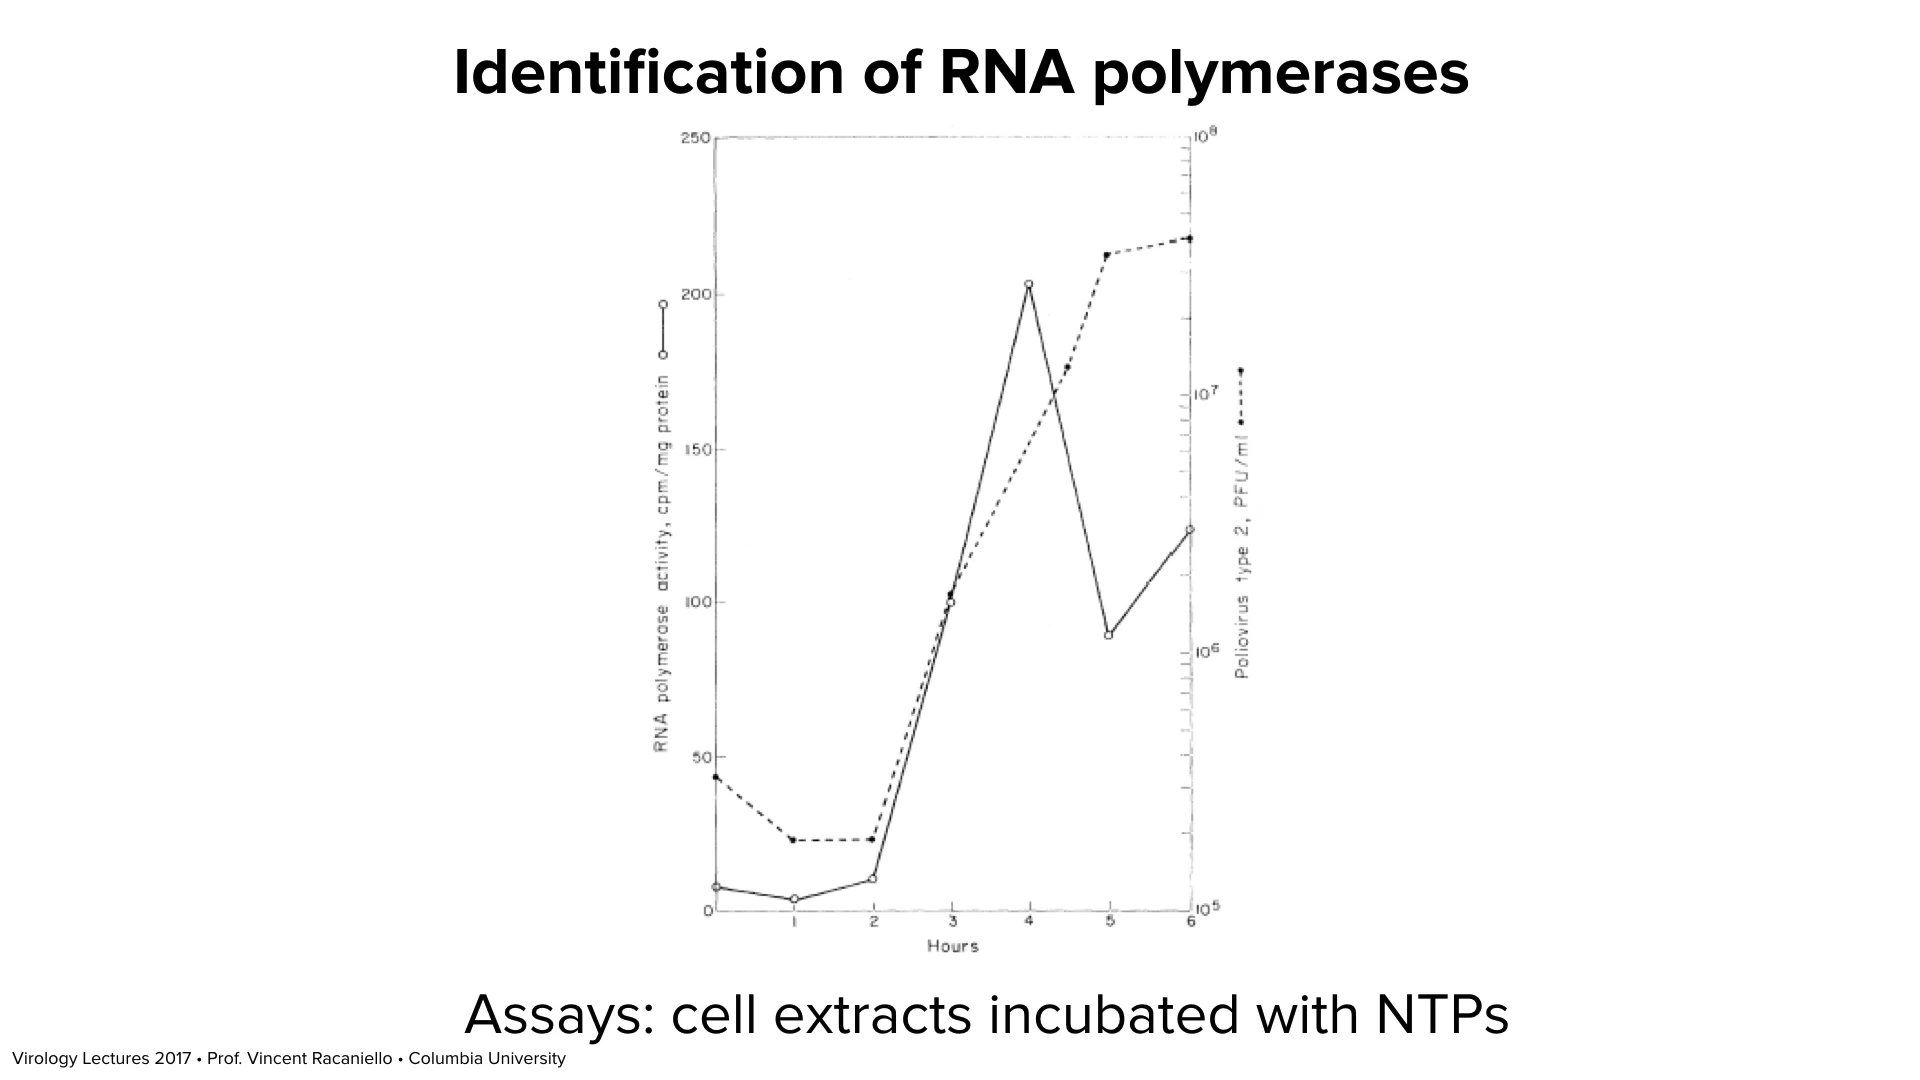 Identification of RNA polymerases
250
200
150
100
50
0
RNA polymerase activity, cpm/mg protein
10⁸
10⁷
10⁶
10⁵
Poliovirus type 2, PFU/ml
1 2 3 4 5 6
Hours
Assays: cell extracts incubated with NTPs
Virology Lectures 2017 • Prof. Vincent Racaniello • Columbia University